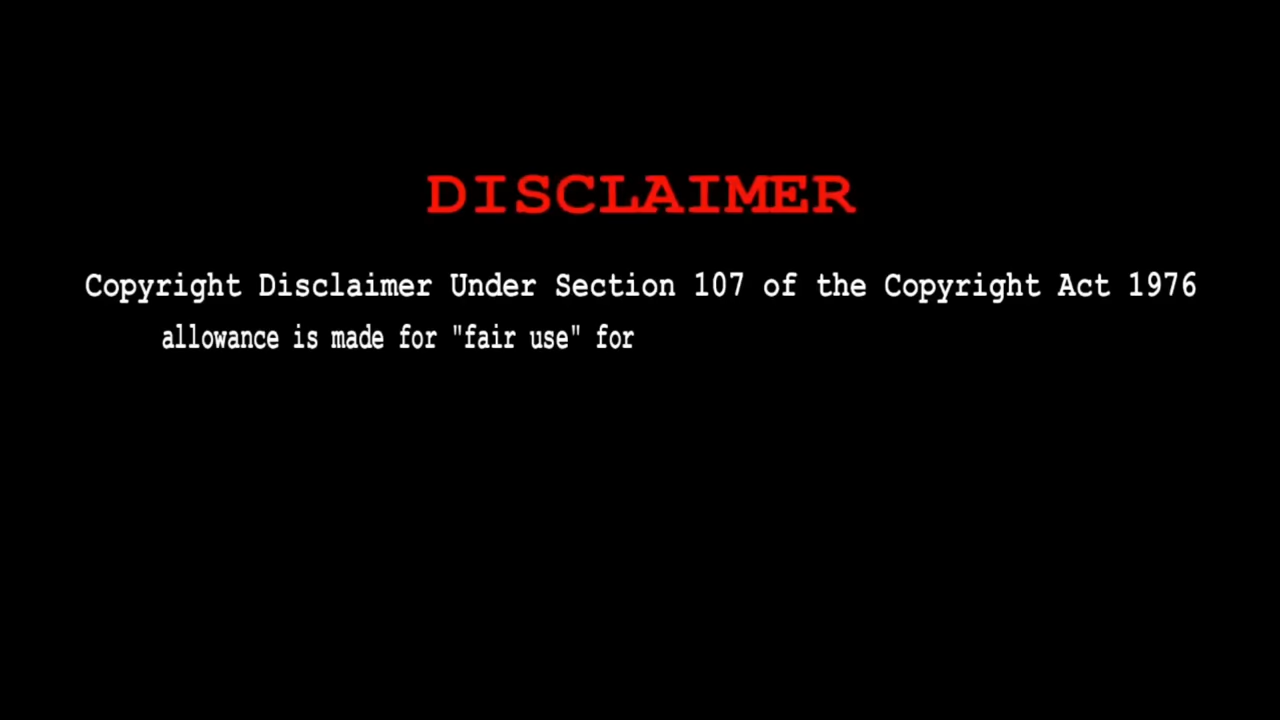 DISCLAIMER
Copyright Disclaimer Under Section 107 of the Copyright Act 1976
allowance is made for "fair use" for